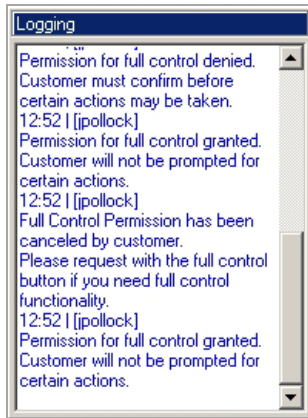 Logging
Permission for full control denied.
Customer must confirm before
certain actions may be taken.
12:52 | [jpollock]
Permission for full control granted.
Customer will not be prompted for
certain actions.
12:52 | [jpollock]
Full Control Permission has been
canceled by customer.
Please request with the full control
button if you need full control
functionality.
12:52 | [jpollock]
Permission for full control granted.
Customer will not be prompted for
certain actions.